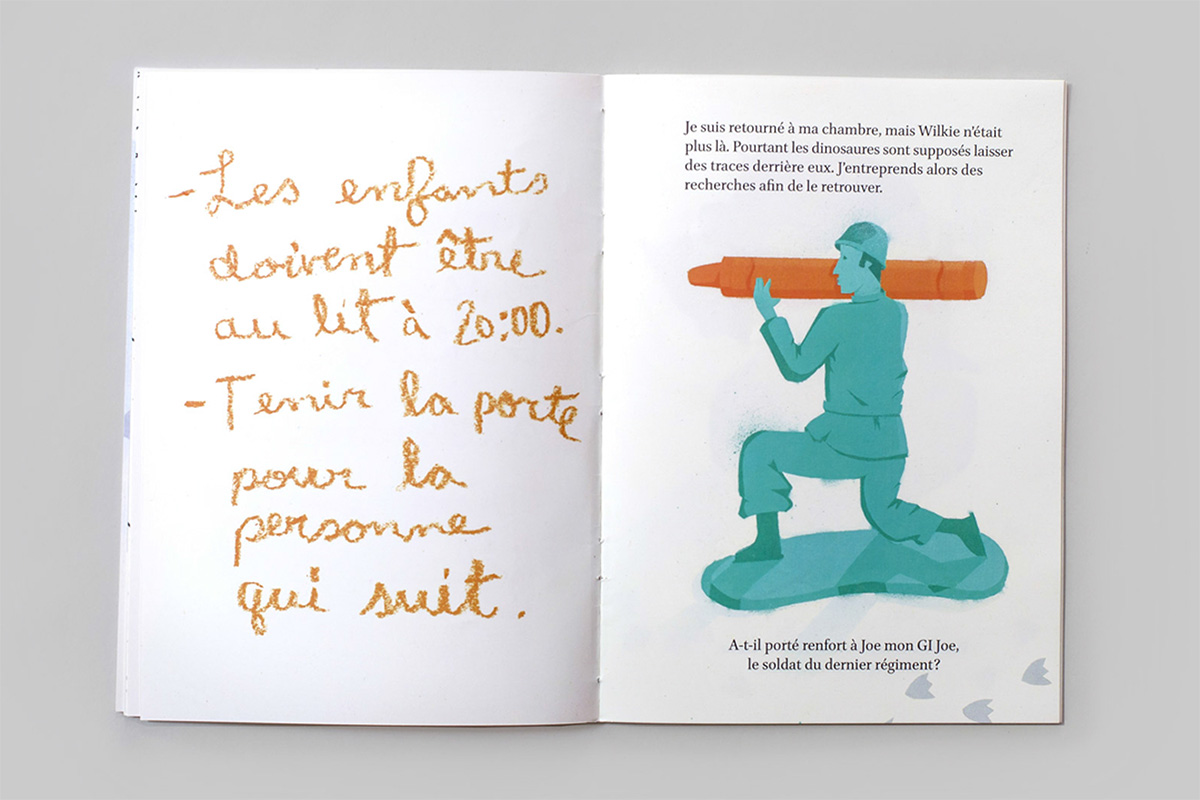 -Les enfants
doivent être
au lit à 20:00.
-Tenir la porte
pour la
personne
qui suit.
Je suis retourné à ma chambre, mais Wilkie n'était
plus là. Pourtant les dinosaures sont supposés laisser
des traces derrière eux. J'entreprends alors des
recherches afin de le retrouver.
A-t-il porté renfort à Joe mon GI Joe,
le soldat du dernier régiment?